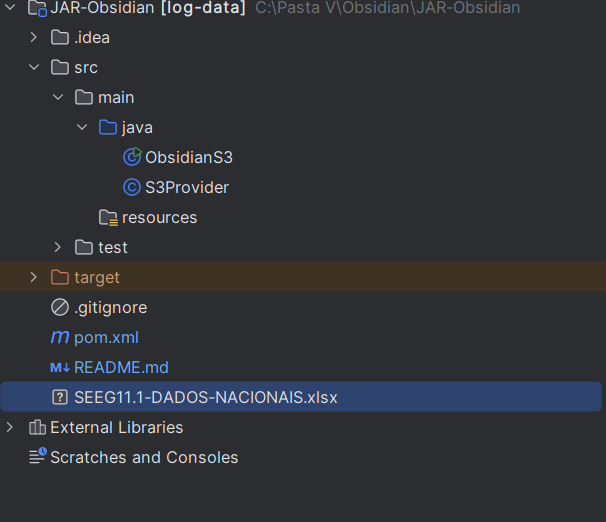 JAR-Obsidian [log-data] C:\Pasta V\Obsidian\JAR-Obsidian
.idea
src
main
java
ObsidianS3
S3Provider
resources
test
target
.gitignore
m pom.xml
M↓ README.md
? SEEG11.1-DADOS-NACIONAIS.xlsx
External Libraries
Scratches and Consoles